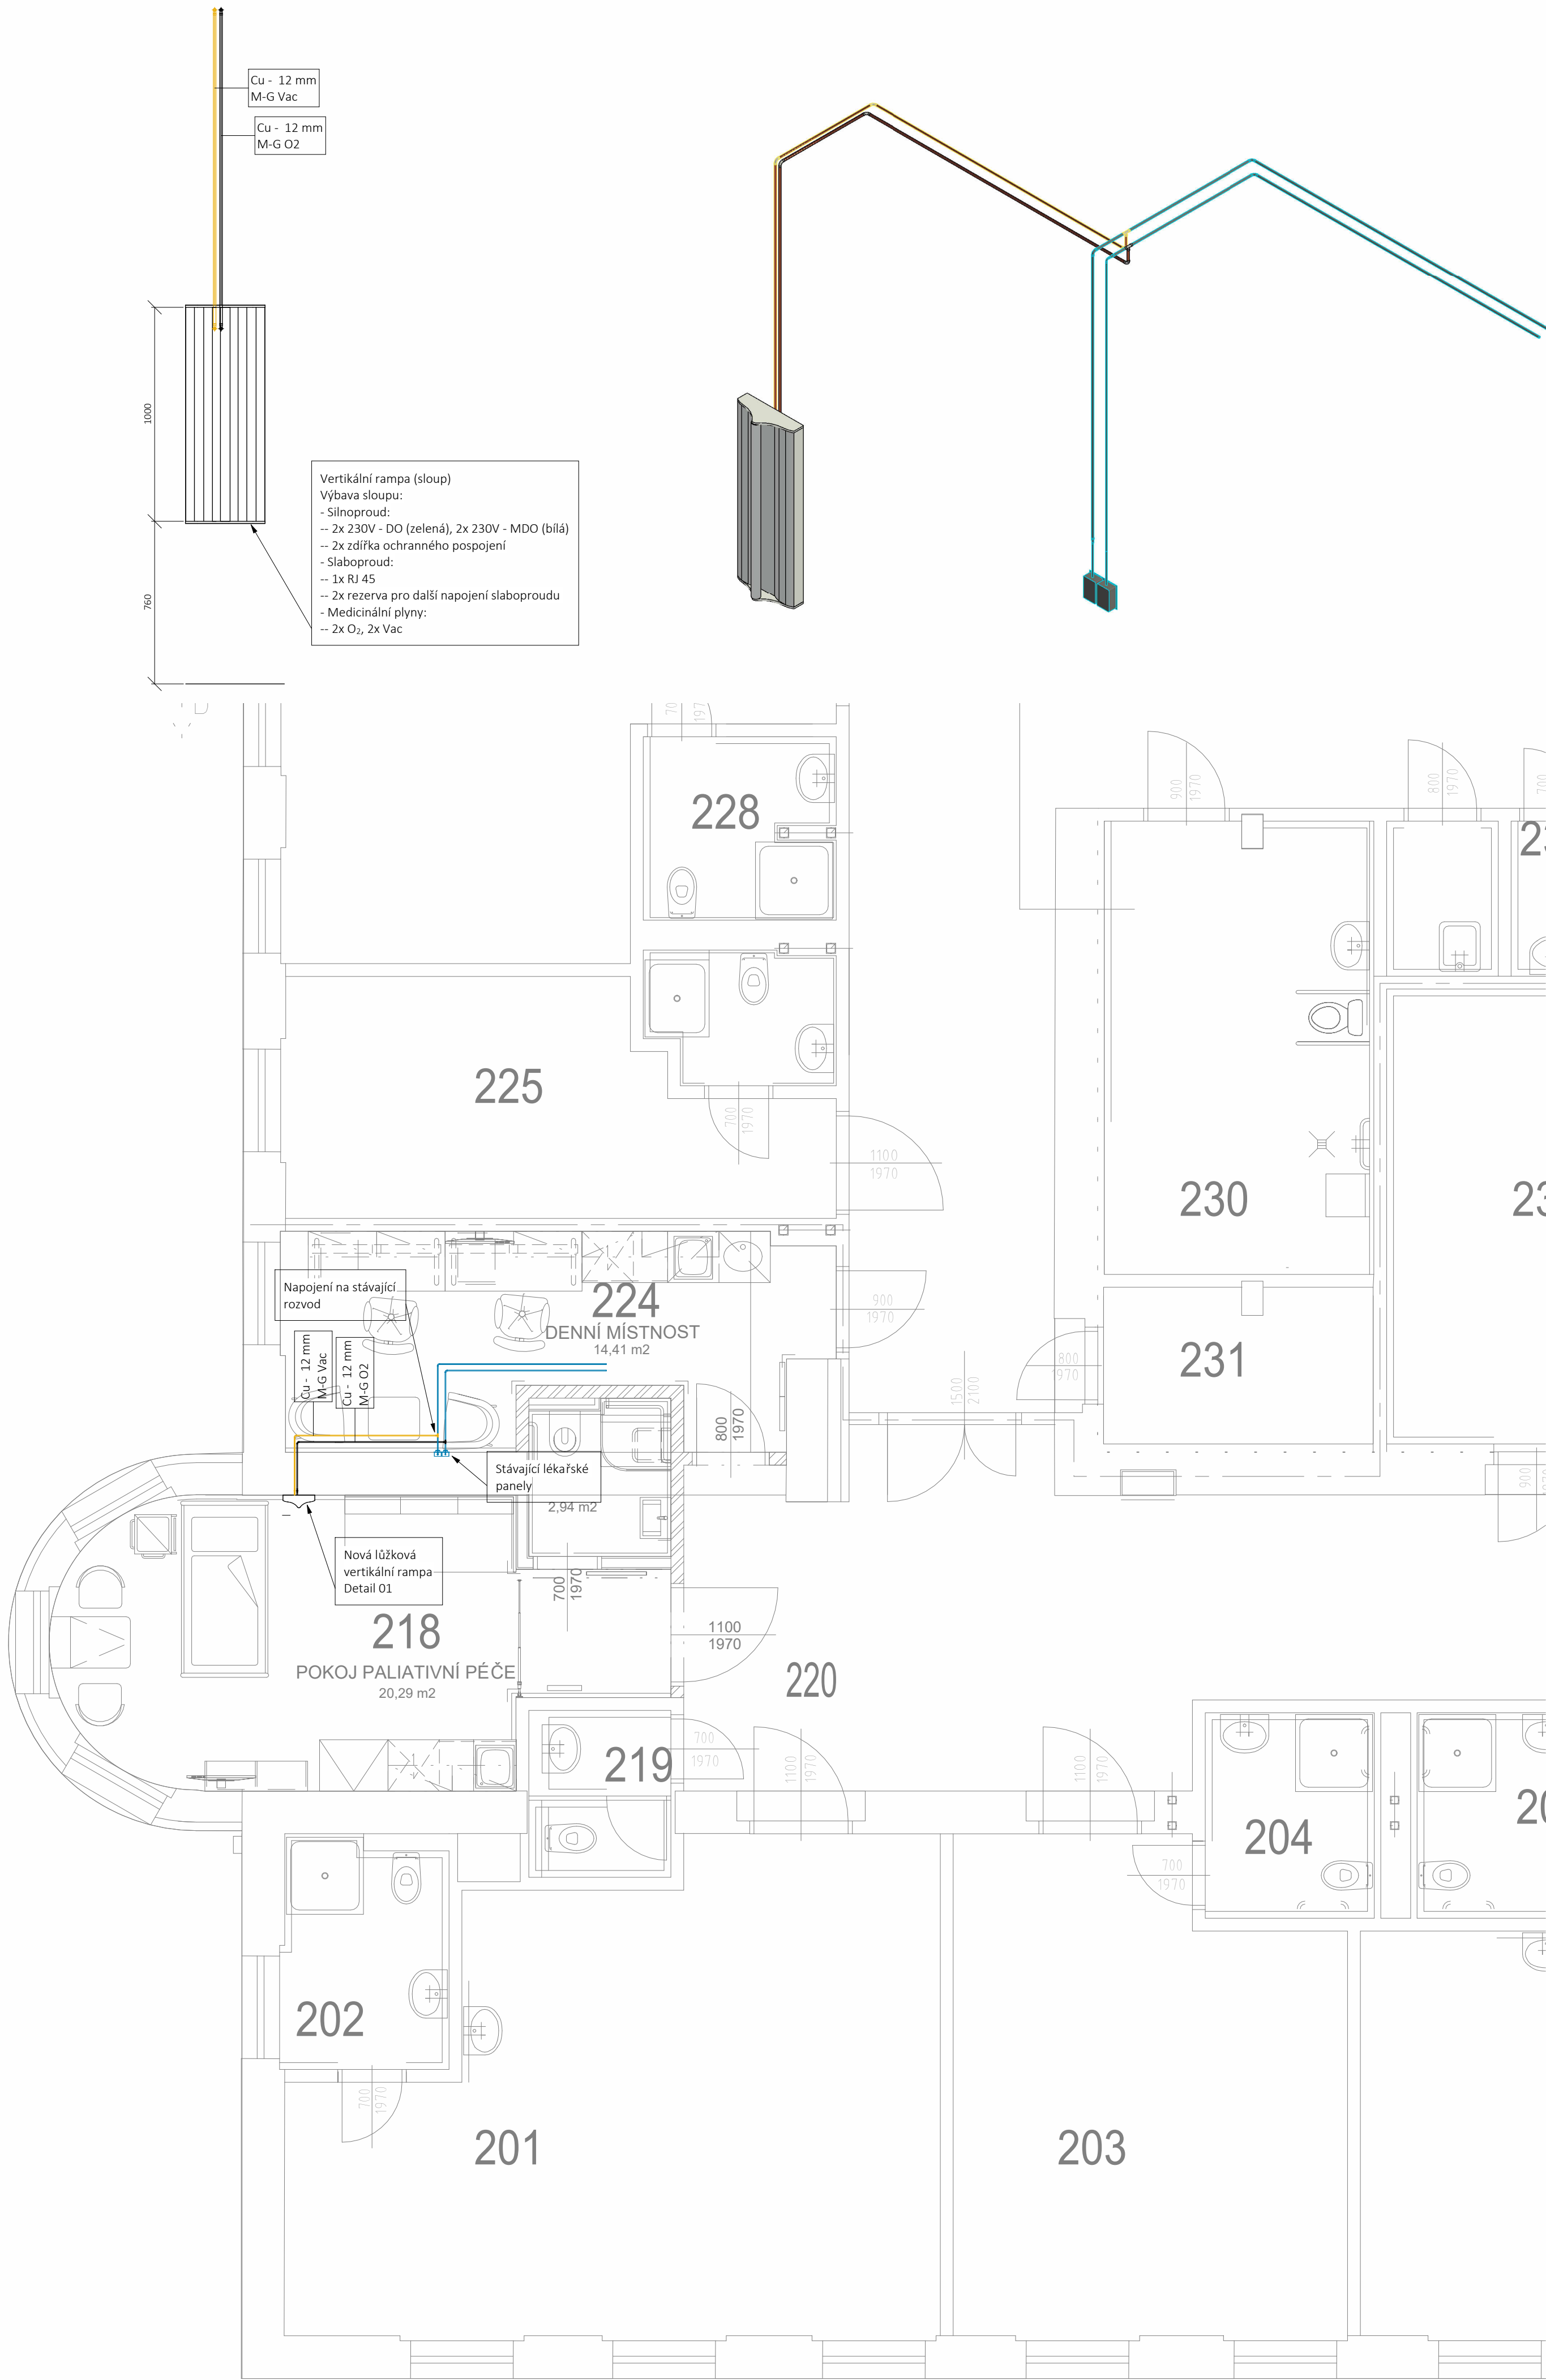 Cu - 12 mm
M-G Vac
Cu - 12 mm
M-G O2
1000
760
Vertikální rampa (sloup)
Výbava sloupu:
- Silnoproud:
-- 2x 230V - DO (zelená), 2x 230V - MDO (bílá)
-- 2x zdířka ochranného pospojení
- Slaboproud:
-- 1x RJ 45
-- 2x rezerva pro další napojení slaboproudu
- Medicinální plyny:
-- 2x O₂, 2x Vac
228
900
1970
800
1970
225
700
1970
1100
1970
230
Napojení na stávající
rozvod
224
DENNÍ MÍSTNOST
14,41 m2
900
1970
Cu - 12 mm
M-G Vac
Cu - 12 mm
M-G O2
800
1970
1500
2100
800
1970
231
Stávající lékařské
panely
2,94 m2
900
1970
Nová lůžková
vertikální rampa
Detail 01
700
1970
218
POKOJ PALIATIVNÍ PÉČE
20,29 m2
1100
1970
220
219
700
1970
1100
1970
1100
1970
204
700
1970
202
700
1970
201
203